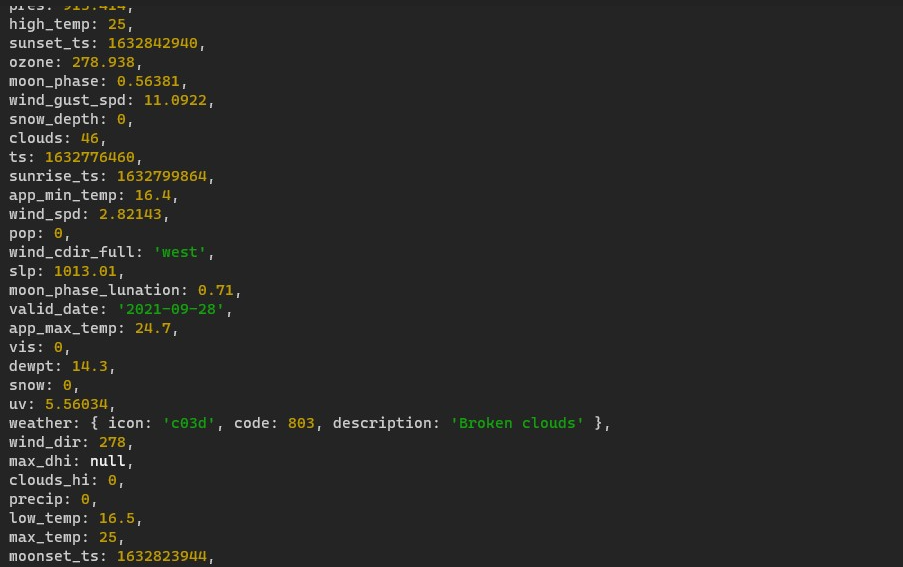 pres: 913.414,
high_temp: 25,
sunset_ts: 1632842940,
ozone: 278.938,
moon_phase: 0.56381,
wind_gust_spd: 11.0922,
snow_depth: 0,
clouds: 46,
ts: 1632776460,
sunrise_ts: 1632799864,
app_min_temp: 16.4,
wind_spd: 2.82143,
pop: 0,
wind_cdir_full: 'west',
slp: 1013.01,
moon_phase_lunation: 0.71,
valid_date: '2021-09-28',
app_max_temp: 24.7,
vis: 0,
dewpt: 14.3,
snow: 0,
uv: 5.56034,
weather: { icon: 'c03d', code: 803, description: 'Broken clouds' },
wind_dir: 278,
max_dhi: null,
clouds_hi: 0,
precip: 0,
low_temp: 16.5,
max_temp: 25,
moonset_ts: 1632823944,